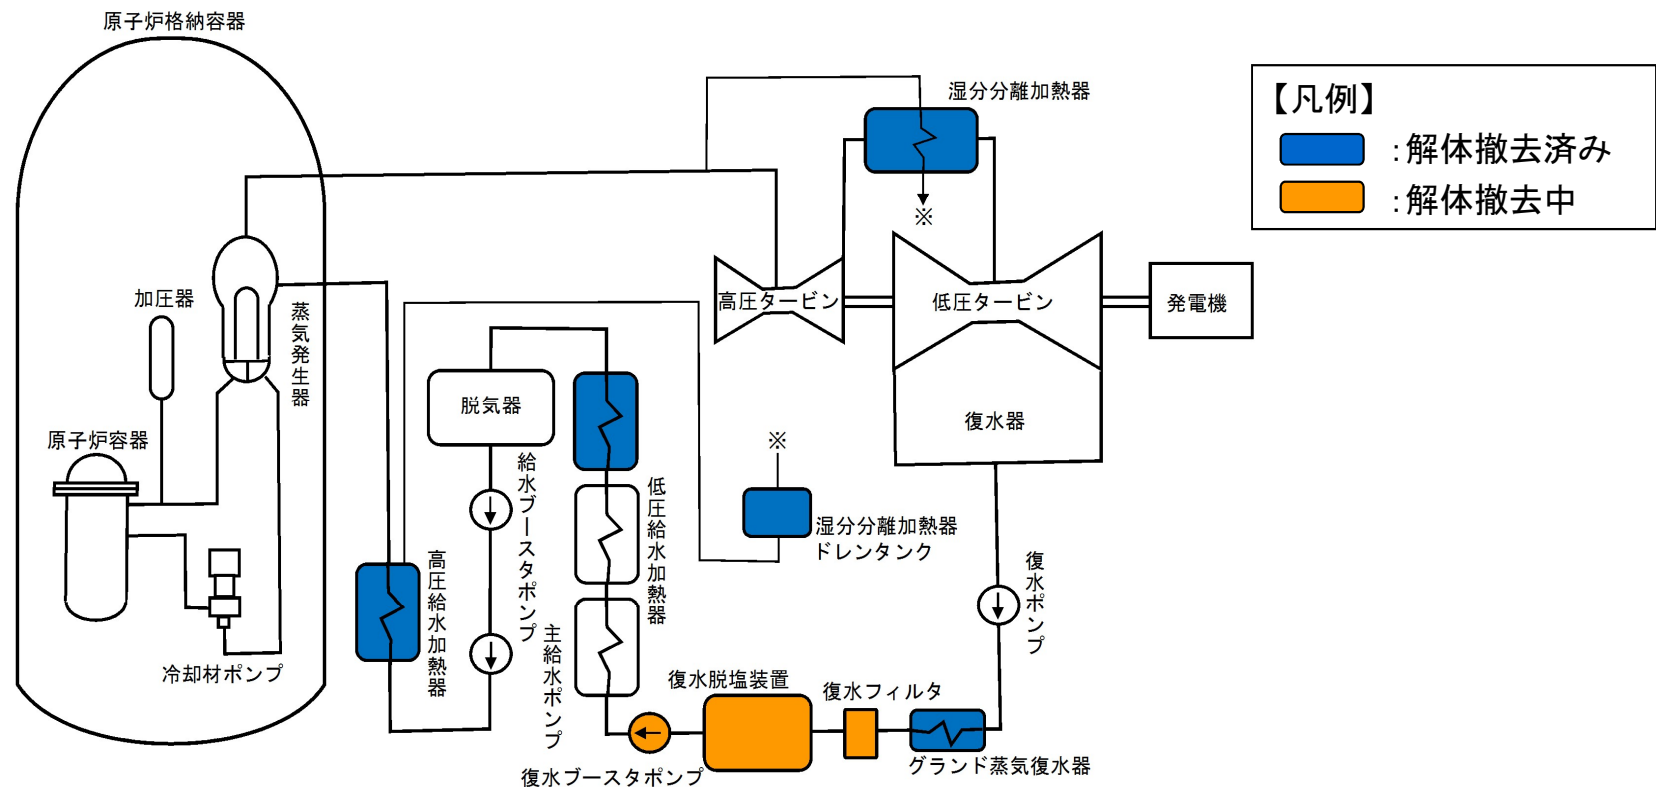 原子炉格納容器
湿分分離加熱器
【凡例】
：解体撤去済み
：解体撤去中
※
加圧器
蒸気発生器
高圧タービン
低圧タービン
発電機
脱気器
復水器
原子炉容器
※
給水ブースタポンプ
低圧給水加熱器
湿分分離加熱器
ドレンタンク
高圧給水加熱器
復水ポンプ
主給水ポンプ
冷却材ポンプ
復水脱塩装置
復水フィルタ
復水ブースタポンプ
グランド蒸気復水器